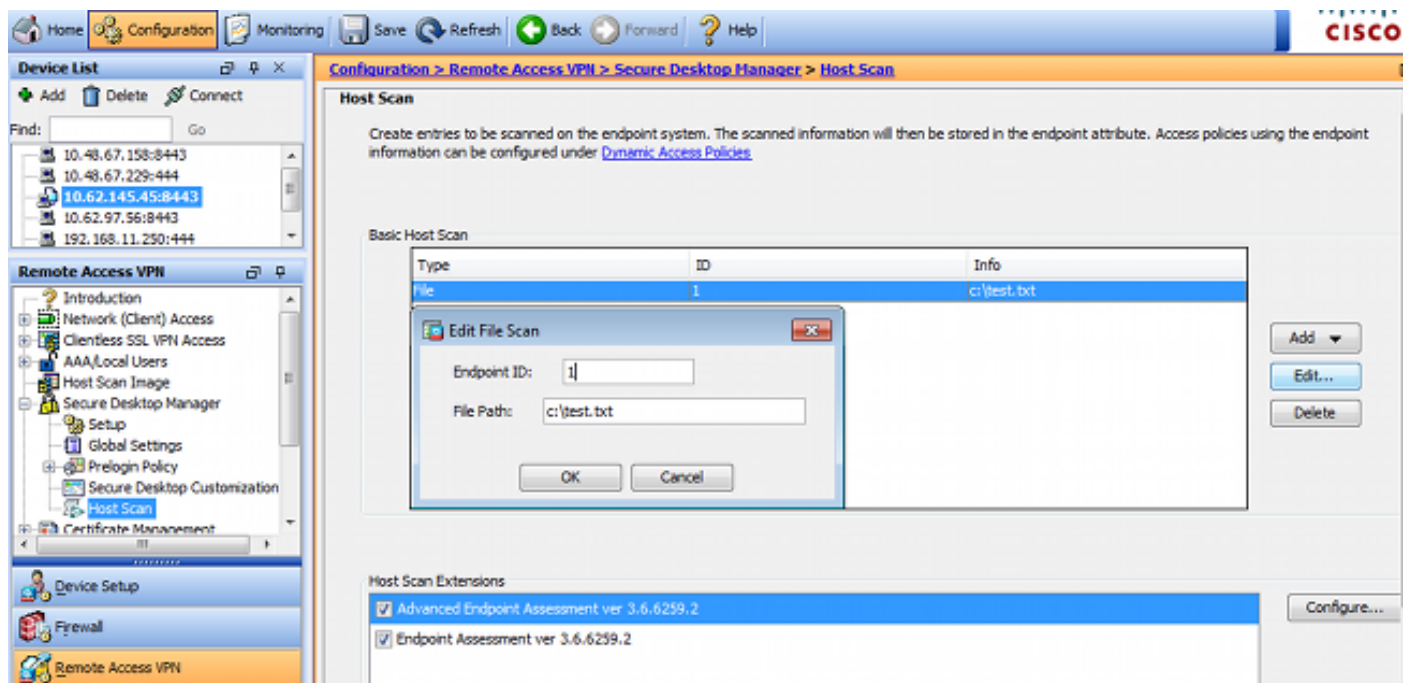 Home Configuration Monitoring Save Refresh Back Forward Help
CISCO
Device List
Add Delete Connect
Find: Go
10.48.67.158:8443
10.48.67.229:444
10.62.145.45:8443
10.62.97.56:8443
192.168.11.250:444
Remote Access VPN
Introduction
Network (Client) Access
Clientless SSL VPN Access
AAA/Local Users
Host Scan Image
Secure Desktop Manager
Setup
Global Settings
Prelogin Policy
Secure Desktop Customization
Host Scan
Certificate Management
Device Setup
Firewall
Remote Access VPN
Configuration > Remote Access VPN > Secure Desktop Manager > Host Scan
Host Scan
Create entries to be scanned on the endpoint system. The scanned information will then be stored in the endpoint attribute. Access policies using the endpoint
information can be configured under Dynamic Access Policies
Basic Host Scan
Type ID Info
File 1 c:\test.txt
Edit File Scan
Endpoint ID: 1
File Path: c:\test.txt
OK Cancel
Add
Edit...
Delete
Host Scan Extensions
Advanced Endpoint Assessment ver 3.6.6259.2
Endpoint Assessment ver 3.6.6259.2
Configure...